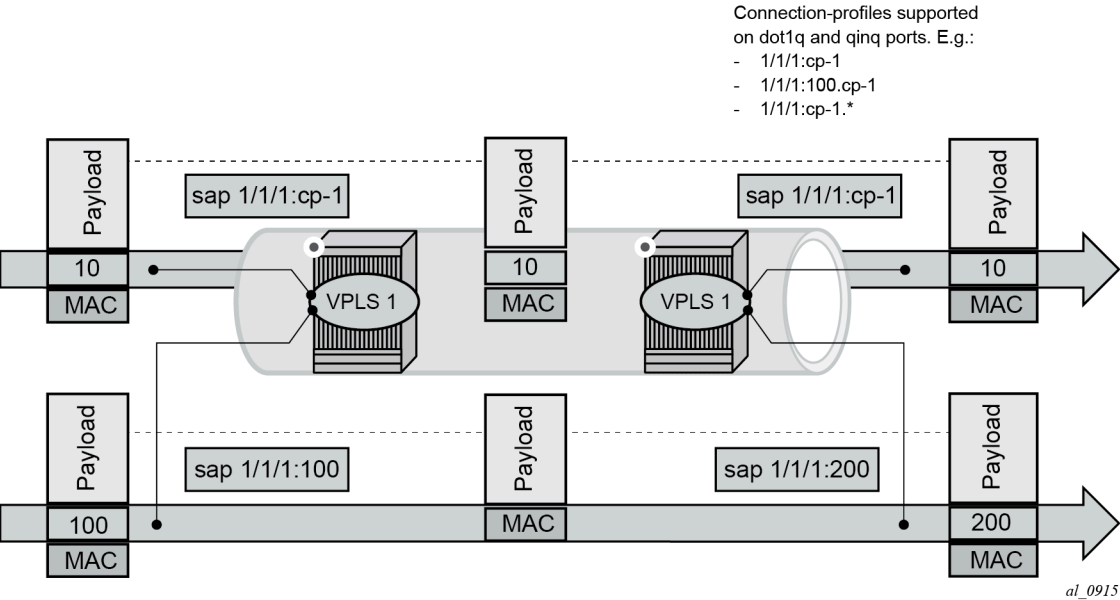 Connection-profiles supported
on dot1q and qinq ports. E.g.:
- 1/1/1:cp-1
- 1/1/1:100.cp-1
- 1/1/1:cp-1.*
Payload
Payload
Payload
sap 1/1/1:cp-1
sap 1/1/1:cp-1
10
10
10
VPLS 1
VPLS 1
MAC
MAC
MAC
Payload
Payload
Payload
sap 1/1/1:100
sap 1/1/1:200
100
MAC
200
MAC
MAC
al_0915